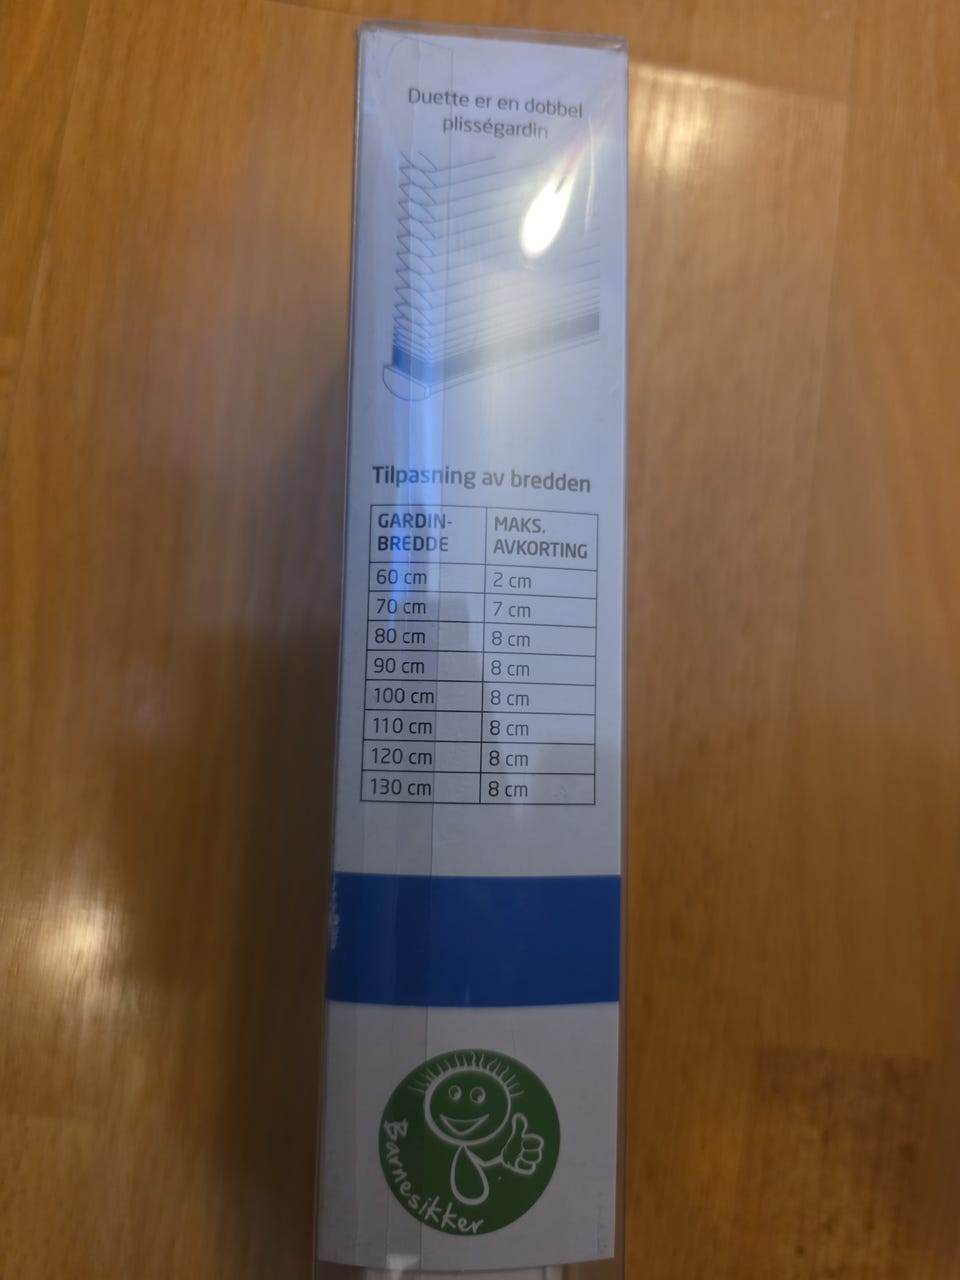 Duette er en dobbel
plisségardin
Tilpasning av bredden
GARDIN-
BREDDE
MAKS.
AVKORTING
60 cm 2 cm
70 cm 7 cm
80 cm 8 cm
90 cm 8 cm
100 cm 8 cm
110 cm 8 cm
120 cm 8 cm
130 cm 8 cm
Barnesikker